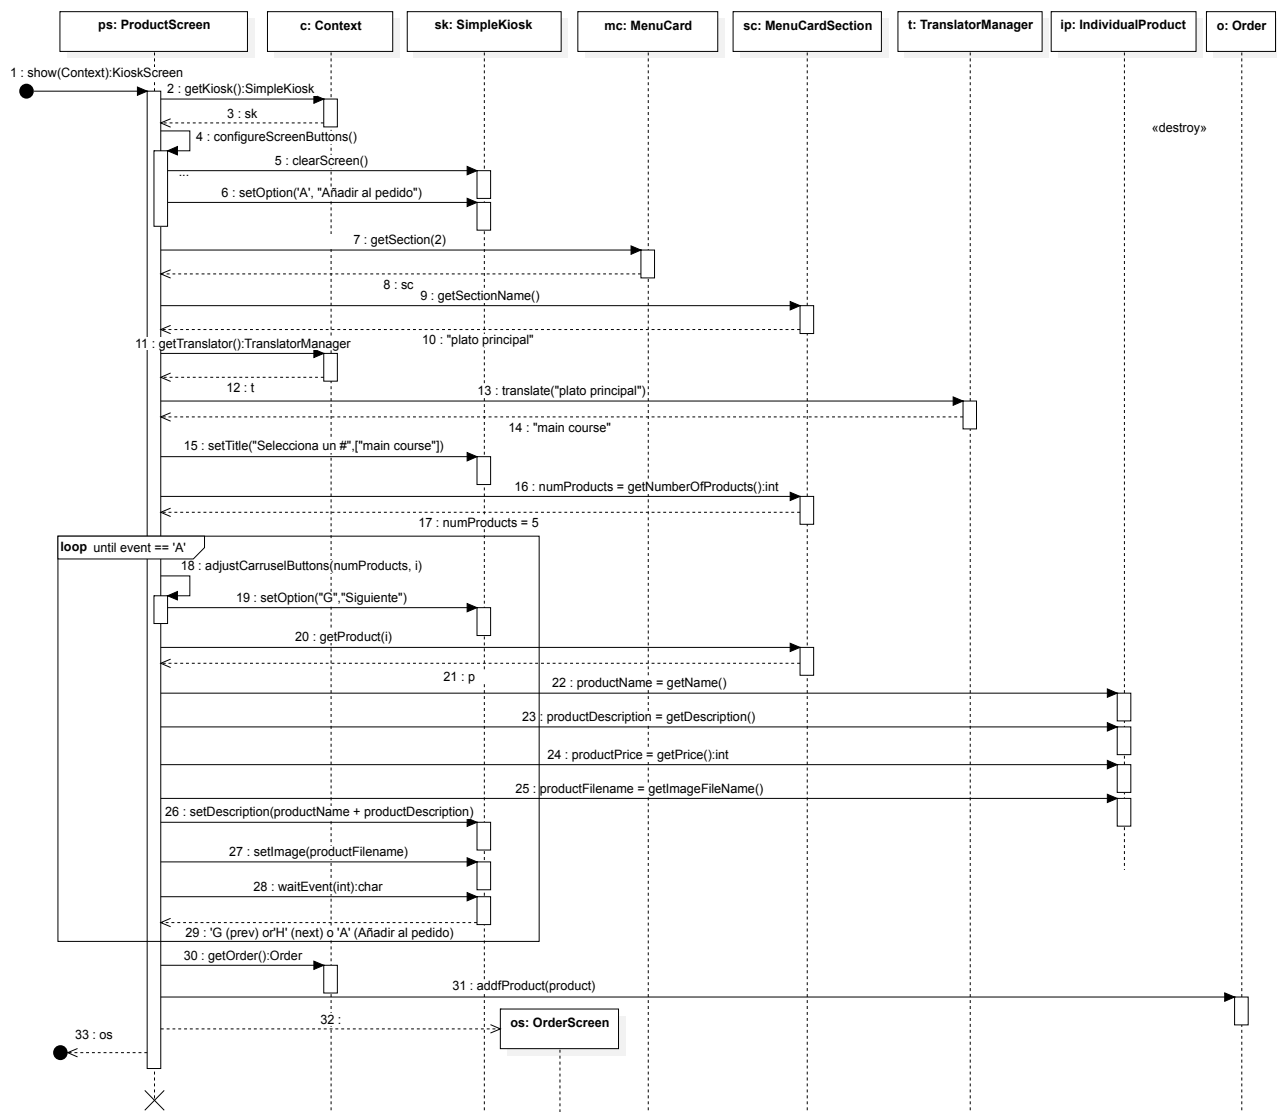 ps: ProductScreen
c: Context
sk: SimpleKiosk
mc: MenuCard
sc: MenuCardSection
t: TranslatorManager
ip: IndividualProduct
o: Order
1 : show(Context):KioskScreen
2 : getKiosk():SimpleKiosk
3 : sk
«destroy»
4 : configureScreenButtons()
5 : clearScreen()
...
6 : setOption('A', "Añadir al pedido")
7 : getSection(2)
8 : sc
9 : getSectionName()
10 : "plato principal"
11 : getTranslator():TranslatorManager
12 : t
13 : translate("plato principal")
14 : "main course"
15 : setTitle("Selecciona un #",["main course"])
16 : numProducts = getNumberOfProducts():int
17 : numProducts = 5
loop until event == 'A'
18 : adjustCarruselButtons(numProducts, i)
19 : setOption("G","Siguiente")
20 : getProduct(i)
21 : p
22 : productName = getName()
23 : productDescription = getDescription()
24 : productPrice = getPrice():int
25 : productFilename = getImageFileName()
26 : setDescription(productName + productDescription)
27 : setImage(productFilename)
28 : waitEvent(int):char
29 : 'G (prev) or'H' (next) o 'A' (Añadir al pedido)
30 : getOrder():Order
31 : addfProduct(product)
32 :
os: OrderScreen
33 : os